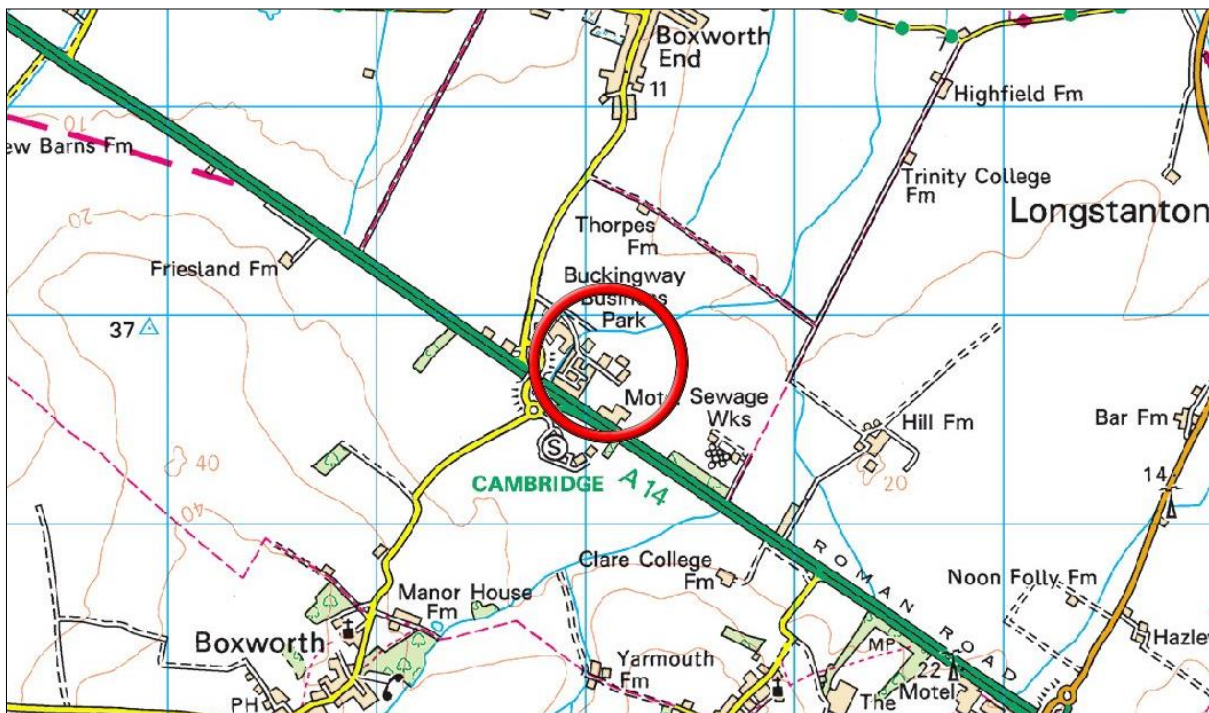 Boxworth
End
11
Highfield Fm
10
ew Barns Fm
Trinity College
Fm
Longstanton
20
Thorpes
Fm
Friesland Fm
Buckingway
Business
Park
37
Motel
Sewage
Wks
Hill Fm
Bar Fm
40
S
CAMBRIDGE
A 14
20
14
40
Clare College
Fm
ROMAN ROAD
Noon Folly Fm
Manor House
Fm
Boxworth
Hazle
Yarmouth
Fm
MP
22
PH
The
Motel